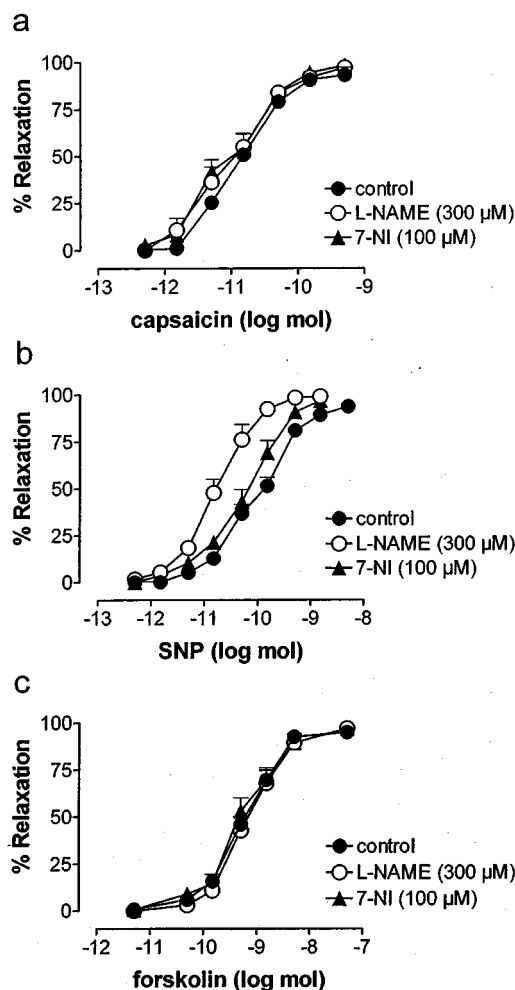 a
% Relaxation
100
75
50
25
0
control
L-NAME (300 µM)
7-NI (100 µM)
-13 -12 -11 -10 -9
capsaicin (log mol)
b
% Relaxation
100
75
50
25
0
control
L-NAME (300 µM)
7-NI (100 µM)
-13 -12 -11 -10 -9 -8
SNP (log mol)
c
% Relaxation
100
75
50
25
0
control
L-NAME (300 µM)
7-NI (100 µM)
-12 -11 -10 -9 -8 -7
forskolin (log mol)